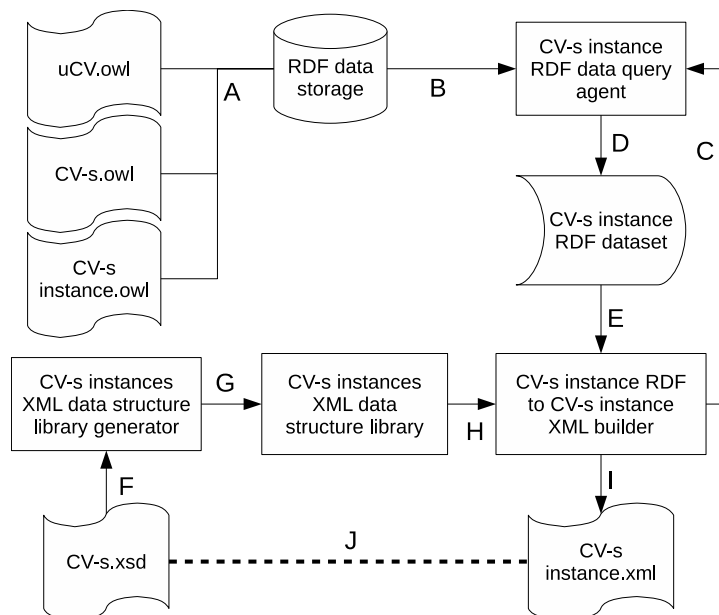 uCV.owl
A
RDF data
storage
B
CV-s instance
RDF data query
agent
CV-s.owl
D
C
CV-s
instance.owl
CV-s instance
RDF dataset
E
CV-s instances
XML data structure
library generator
G
CV-s instances
XML data
structure library
H
CV-s instance RDF
to CV-s instance
XML builder
F
I
CV-s.xsd
J
CV-s
instance.xml